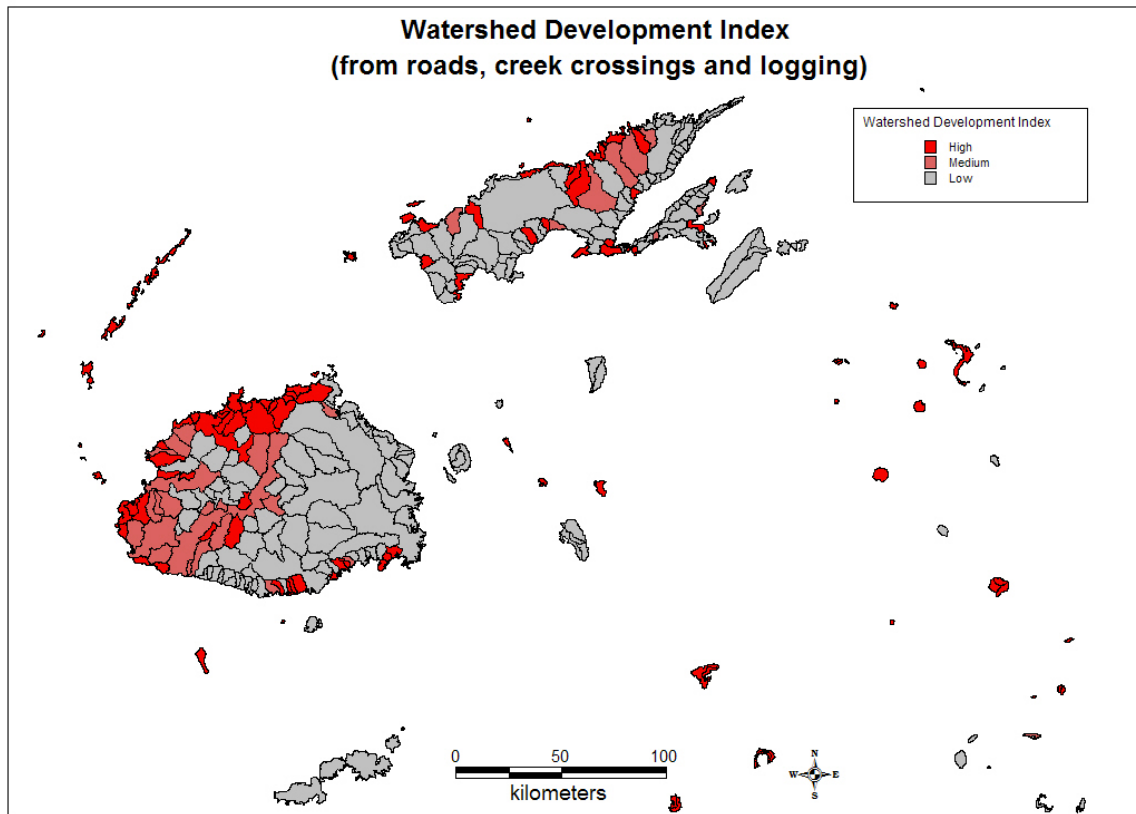 Watershed Development Index
(from roads, creek crossings and logging)
Watershed Development Index
High
Medium
Low
0 50 100
kilometers
N
W E
S